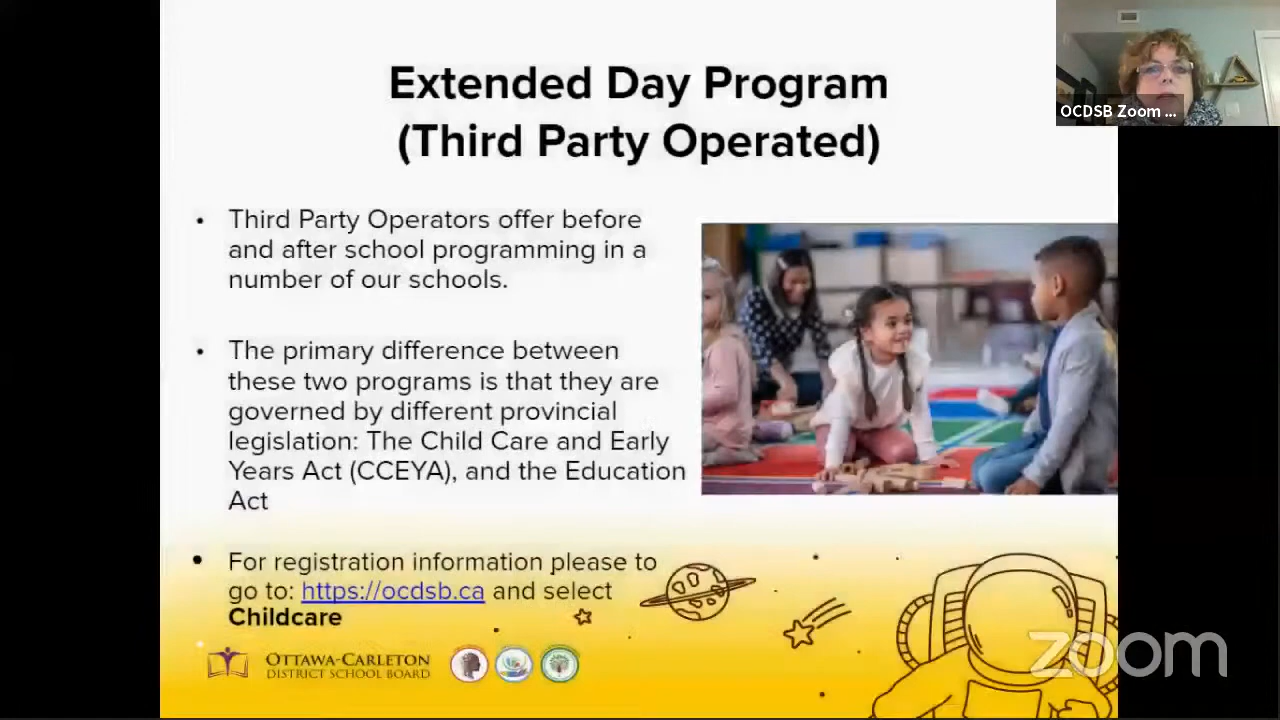 Extended Day Program
(Third Party Operated)
OCDSB Zoom ...
• Third Party Operators offer before
and after school programming in a
number of our schools.
• The primary difference between
these two programs is that they are
governed by different provincial
legislation: The Child Care and Early
Years Act (CCEYA), and the Education
Act
• For registration information please to
go to: https://ocdsb.ca and select
Childcare
OTTAWA-CARLETON
DISTRICT SCHOOL BOARD
zoom